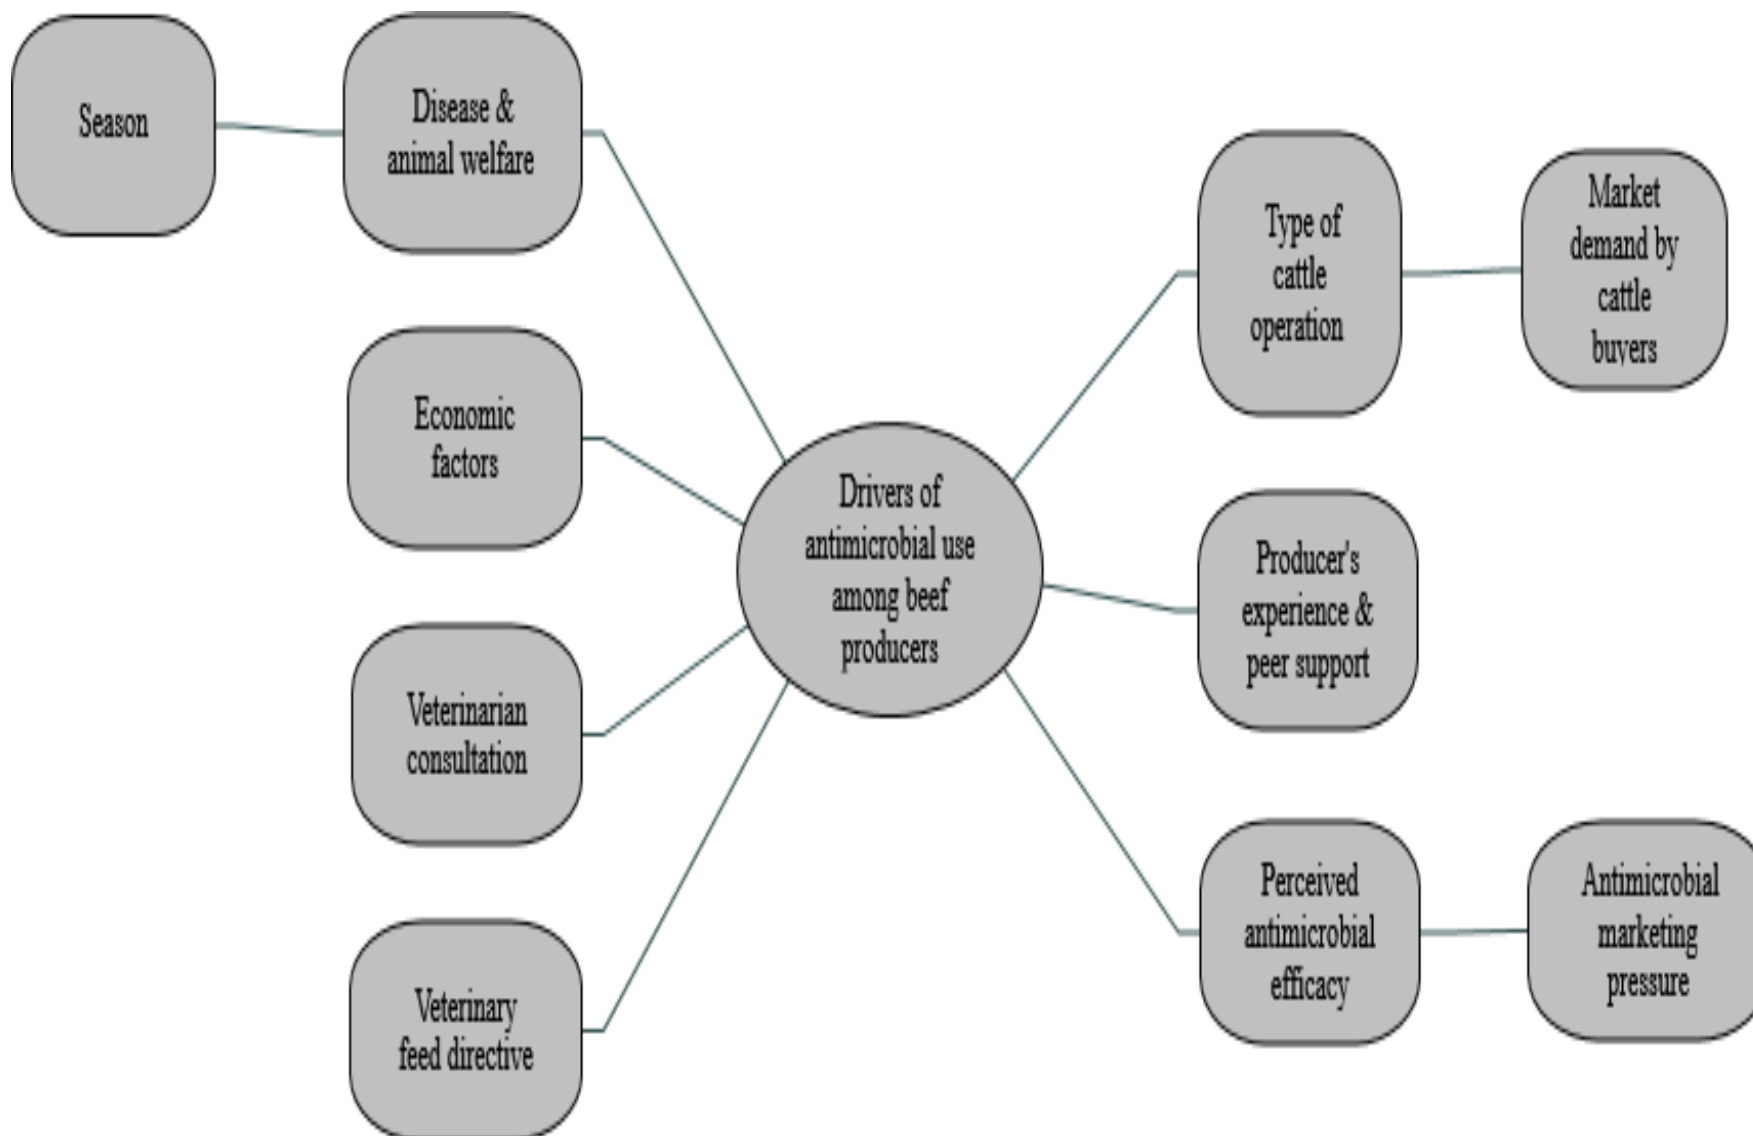 Season
Disease &
animal welfare
Economic
factors
Veterinarian
consultation
Veterinary
feed directive
Drivers of
antimicrobial use
among beef
producers
Type of
cattle
operation
Market
demand by
cattle
buyers
Producer's
experience &
peer support
Perceived
antimicrobial
efficacy
Antimicrobial
marketing
pressure